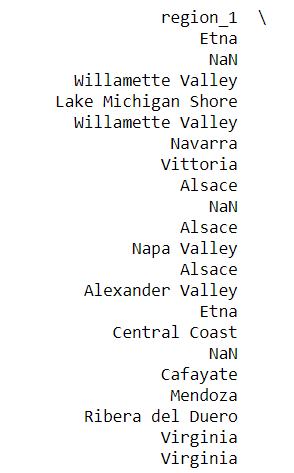 region_1 \
Etna
NaN
Willamette Valley
Lake Michigan Shore
Willamette Valley
Navarra
Vittoria
Alsace
NaN
Alsace
Napa Valley
Alsace
Alexander Valley
Etna
Central Coast
NaN
Cafayate
Mendoza
Ribera del Duero
Virginia
Virginia